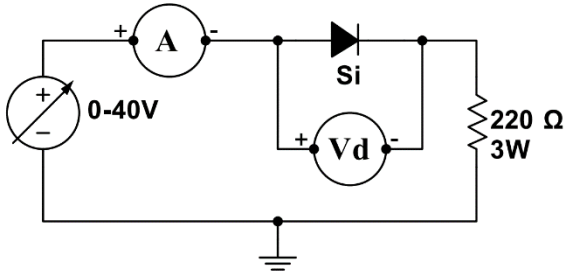 + A -
Si
+
−
0-40V
+ Vd -
220 Ω
3W